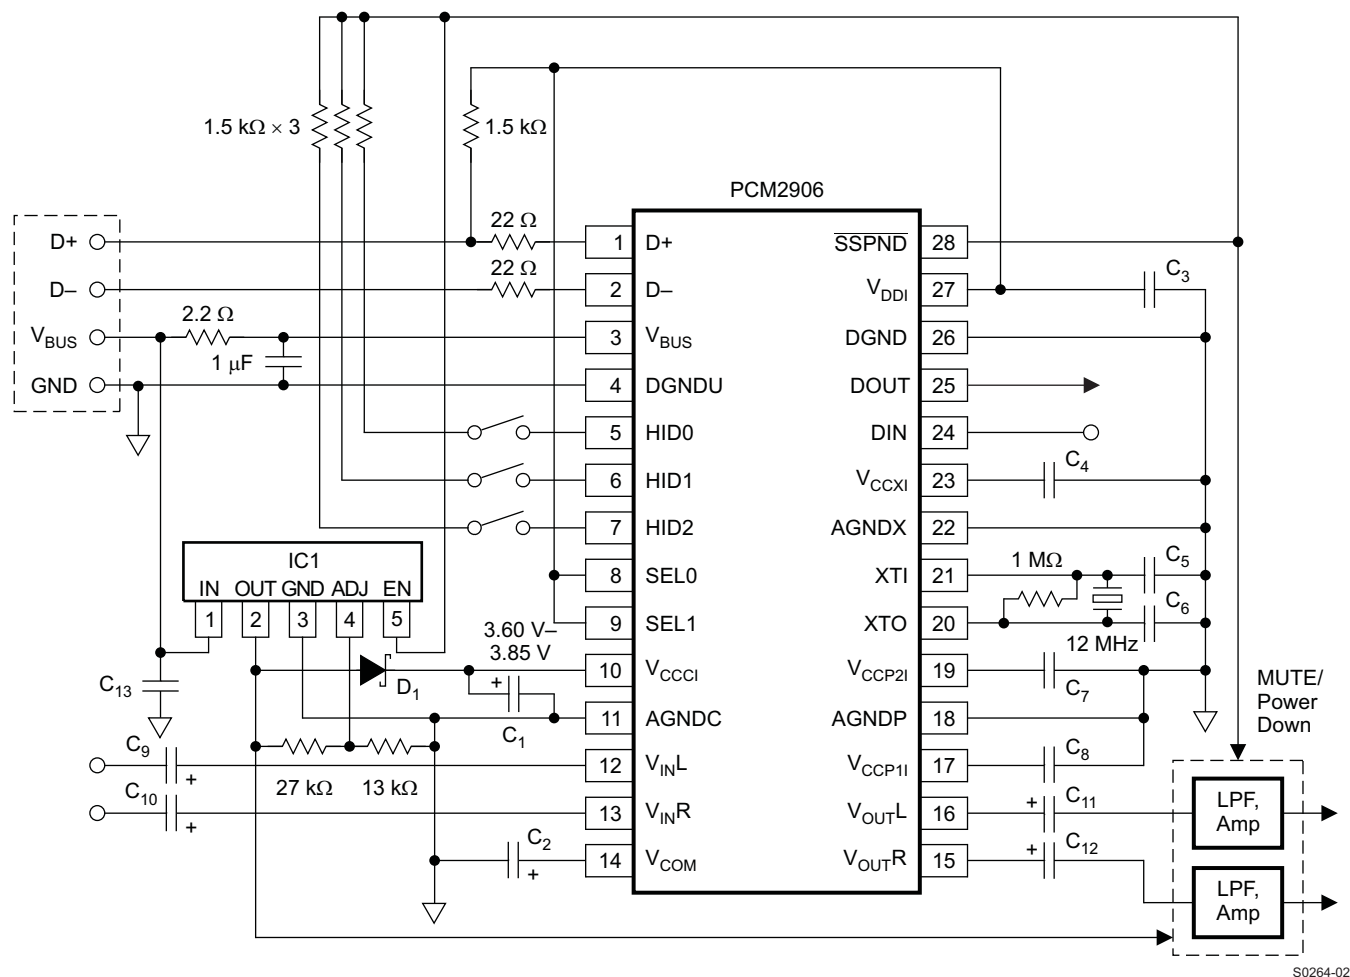 1.5 kΩ × 3
1.5 kΩ
PCM2906
D+
D–
VBUS
GND
22 Ω
22 Ω
2.2 Ω
1 μF
1 D+
2 D–
3 VBUS
4 DGNDU
5 HID0
6 HID1
7 HID2
8 SEL0
9 SEL1
10 VCCCI
11 AGNDC
12 VINL
13 VINR
14 VCOM
SSPND 28
VDDI 27
DGND 26
DOUT 25
DIN 24
VCCXI 23
AGNDX 22
XTI 21
XTO 20
VCCP2I 19
AGNDP 18
VCCP1I 17
VOUTL 16
VOUTR 15
IC1
IN OUT GND ADJ EN
1 2 3 4 5
3.60 V–
3.85 V
D1
+
C1
C13
C9
+
C10
+
27 kΩ
13 kΩ
C2
+
C3
C4
1 MΩ
C5
C6
12 MHz
C7
C8
+ C11
+ C12
MUTE/
Power
Down
LPF,
Amp
LPF,
Amp
S0264-02